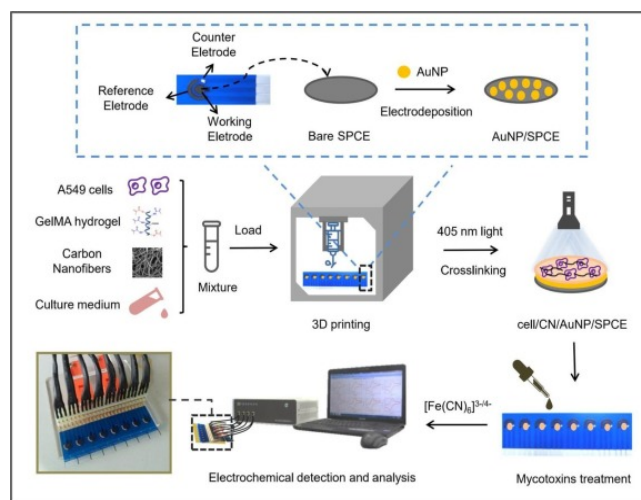 Counter
Eletrode
Reference
Eletrode
Working
Eletrode
Bare SPCE
AuNP
Electrodeposition
AuNP/SPCE
A549 cells
GelMA hydrogel
Carbon
Nanofibers
Culture medium
Mixture
Load
3D printing
405 nm light
Crosslinking
cell/CN/AuNP/SPCE
[Fe(CN)₆]³⁻/⁴⁻
Electrochemical detection and analysis
Mycotoxins treatment